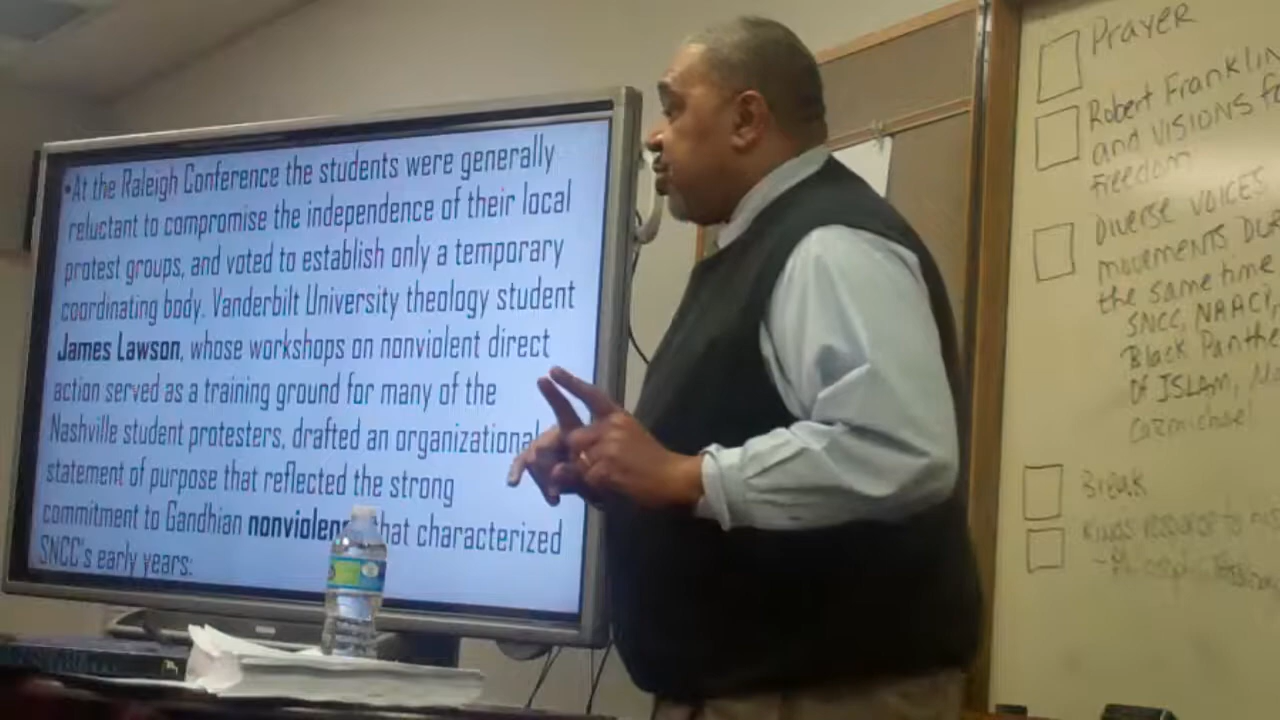 •At the Raleigh Conference the students were generally
reluctant to compromise the independence of their local
protest groups, and voted to establish only a temporary
coordinating body. Vanderbilt University theology student
James Lawson, whose workshops on nonviolent direct
action served as a training ground for many of the
Nashville student protesters, drafted an organizational
statement of purpose that reflected the strong
commitment to Gandhian nonviolen hat characterized
SNCC's early years:
Prayer
Robert Franklin
and VISIONS fo
Freedom
Diverse voices
movements Du
the same time
SNCC, NAACP,
Black Panthe
of ISLAM,
Carmichael
Break